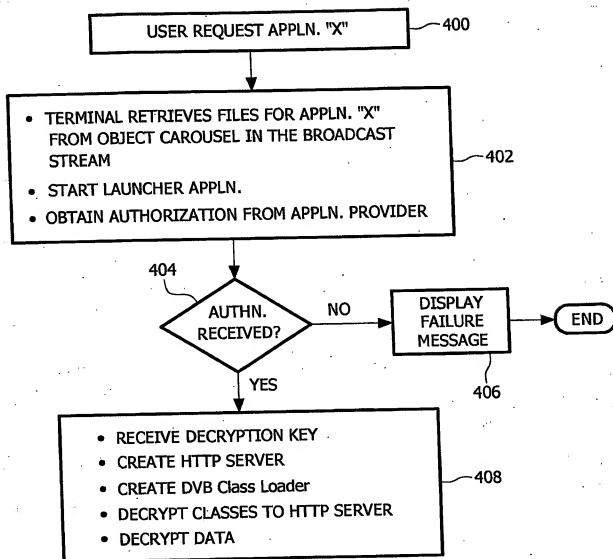 USER REQUEST APPLN. "X"
400
• TERMINAL RETRIEVES FILES FOR APPLN. "X"
FROM OBJECT CAROUSEL IN THE BROADCAST
STREAM
• START LAUNCHER APPLN.
• OBTAIN AUTHORIZATION FROM APPLN. PROVIDER
402
404
AUTHN.
RECEIVED?
NO
DISPLAY
FAILURE
MESSAGE
406
END
YES
• RECEIVE DECRYPTION KEY
• CREATE HTTP SERVER
• CREATE DVB Class Loader
• DECRYPT CLASSES TO HTTP SERVER
• DECRYPT DATA
408